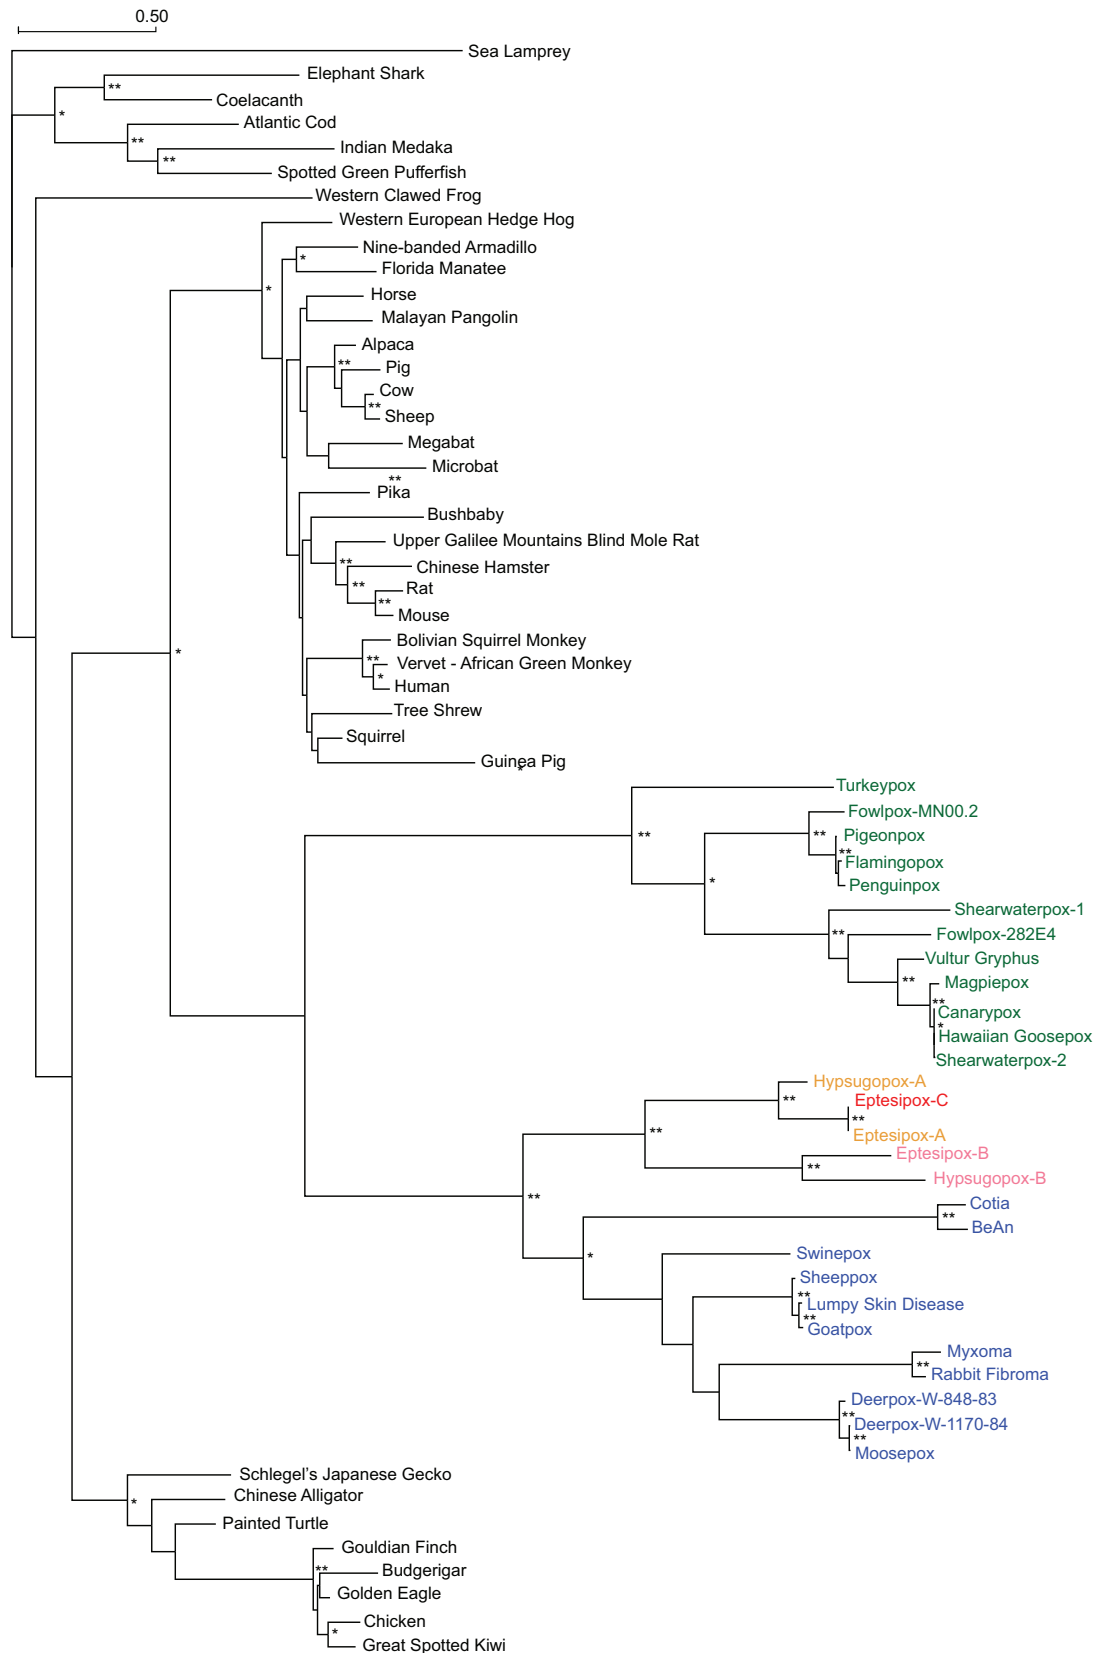 0.50
Sea Lamprey
Elephant Shark
**
Coelacanth
*
Atlantic Cod
**
Indian Medaka
**
Spotted Green Pufferfish
Western Clawed Frog
Western European Hedge Hog
Nine-banded Armadillo
*
Florida Manatee
*
Horse
Malayan Pangolin
Alpaca
**
Pig
Cow
**
Sheep
Megabat
Microbat
**
Pika
Bushbaby
Upper Galilee Mountains Blind Mole Rat
**
Chinese Hamster
**
Rat
**
Mouse
Bolivian Squirrel Monkey
**
Vervet - African Green Monkey
*
Human
*
Tree Shrew
Squirrel
Guinea Pig
*
Turkeypox
Fowlpox-MN00.2
**
**
Pigeonpox
**
Flamingopox
*
Penguinpox
Shearwaterpox-1
**
Fowlpox-282E4
Vultur Gryphus
**
Magpiepox
**
Canarypox
*
Hawaiian Goosepox
Shearwaterpox-2
Hypsugopox-A
**
Eptesipox-C
**
**
Eptesipox-A
Eptesipox-B
**
Hypsugopox-B
**
Cotia
**
BeAn
*
Swinepox
Sheeppox
**
Lumpy Skin Disease
**
Goatpox
Myxoma
**
Rabbit Fibroma
Deerpox-W-848-83
**
Deerpox-W-1170-84
**
Moosepox
Schlegel’s Japanese Gecko
Chinese Alligator
*
Painted Turtle
Gouldian Finch
**
Budgerigar
Golden Eagle
Chicken
*
Great Spotted Kiwi